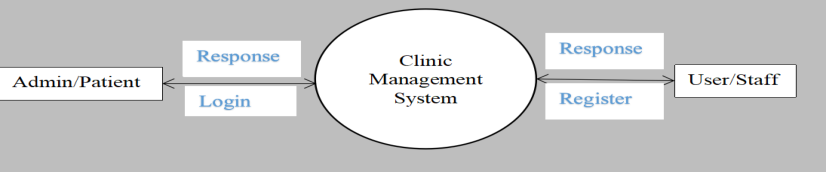 Admin/Patient
Response
Login
Clinic
Management
System
Response
Register
User/Staff